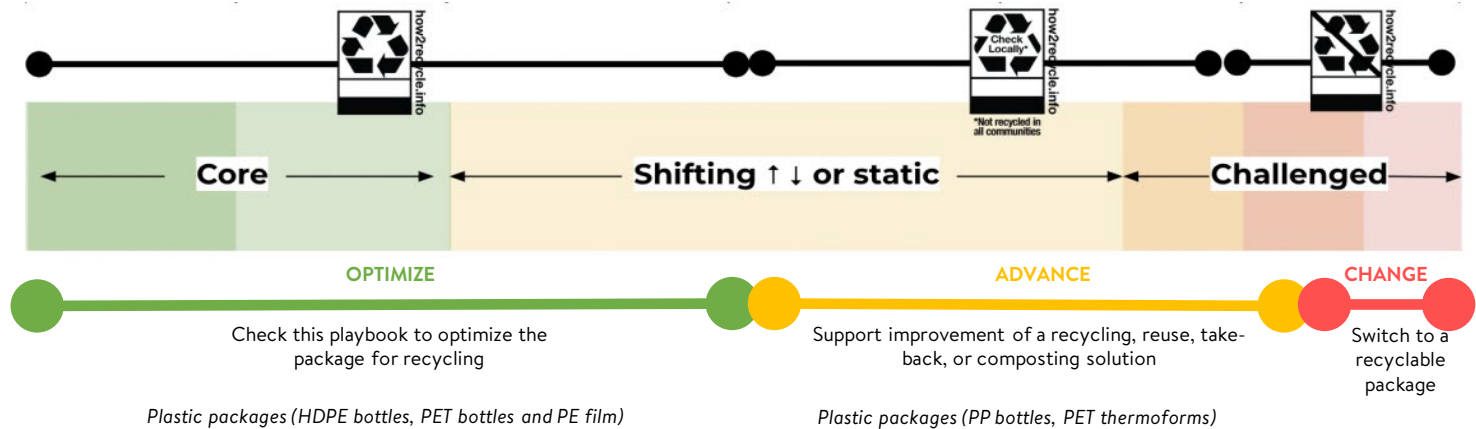 how2recycle.info
Check
Locally*
how2recycle.info
*Not recycled in
all communities
how2recycle.info
Core
Shifting ↑ ↓ or static
Challenged
OPTIMIZE
ADVANCE
CHANGE
Check this playbook to optimize the
package for recycling
Support improvement of a recycling, reuse, take-
back, or composting solution
Switch to a
recyclable
package
Plastic packages (HDPE bottles, PET bottles and PE film)
Plastic packages (PP bottles, PET thermoforms)